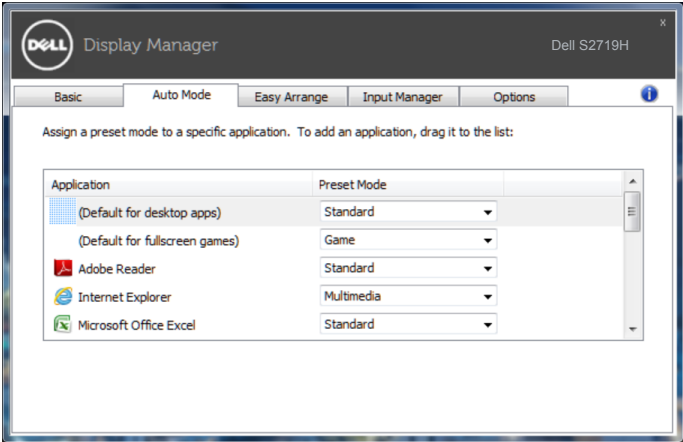 DELL Display Manager
Dell S2719H
x
Basic Auto Mode Easy Arrange Input Manager Options i
Assign a preset mode to a specific application. To add an application, drag it to the list:
Application Preset Mode
(Default for desktop apps) Standard
(Default for fullscreen games) Game
Adobe Reader Standard
Internet Explorer Multimedia
Microsoft Office Excel Standard